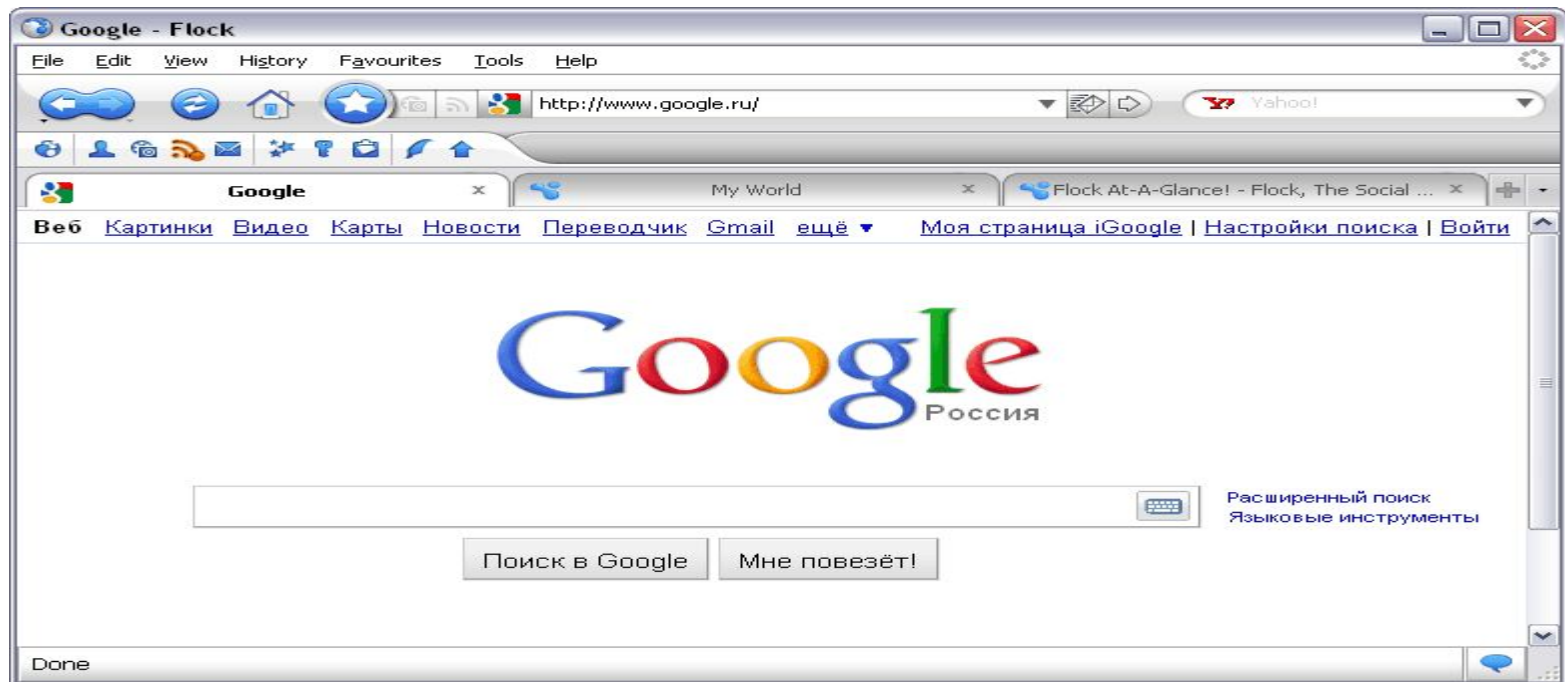 Google - Flock
File Edit View History Favourites Tools Help
http://www.google.ru/ Yahoo!
Google My World Flock At-A-Glance! - Flock, The Social ...
Веб Картинки Видео Карты Новости Переводчик Gmail ещё ▼ Моя страница iGoogle | Настройки поиска | Войти
Google
Россия
Расширенный поиск
Языковые инструменты
Поиск в Google Мне повезёт!
Done